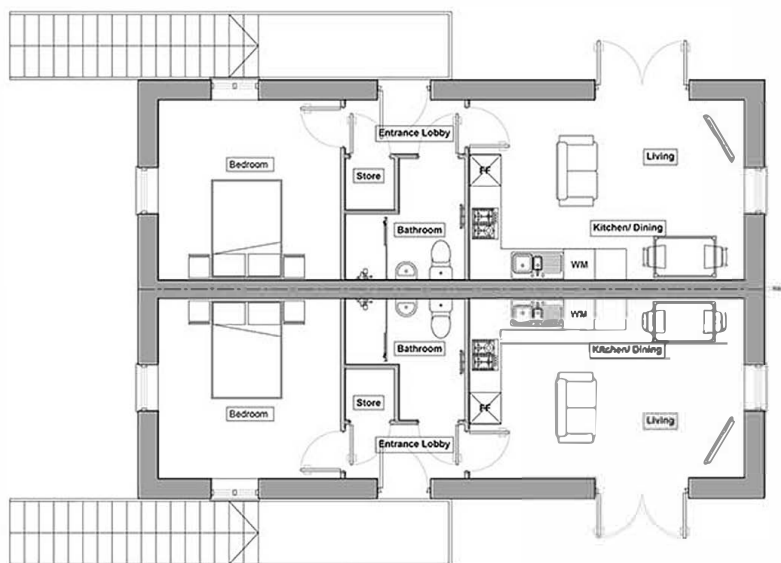 Entrance Lobby
Bedroom
Living
FF
Store
Kitchen/ Dining
Bathroom
WM
WM
Bathroom
Kitchen/ Dining
Store
FF
Bedroom
Living
Entrance Lobby